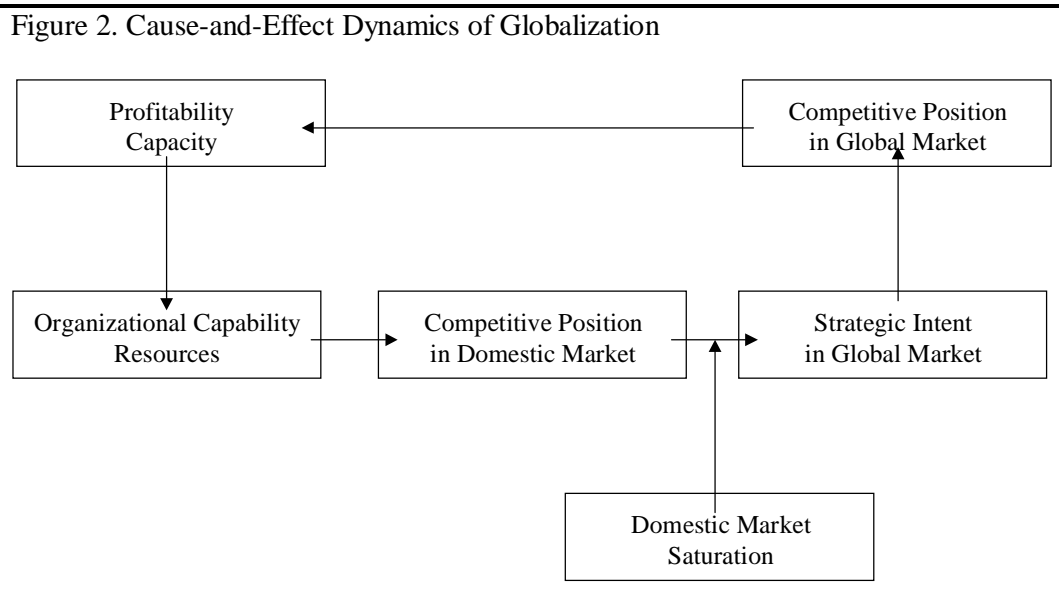 Figure 2. Cause-and-Effect Dynamics of Globalization
Profitability
Capacity
Competitive Position
in Global Market
Organizational Capability
Resources
Competitive Position
in Domestic Market
Strategic Intent
in Global Market
Domestic Market
Saturation